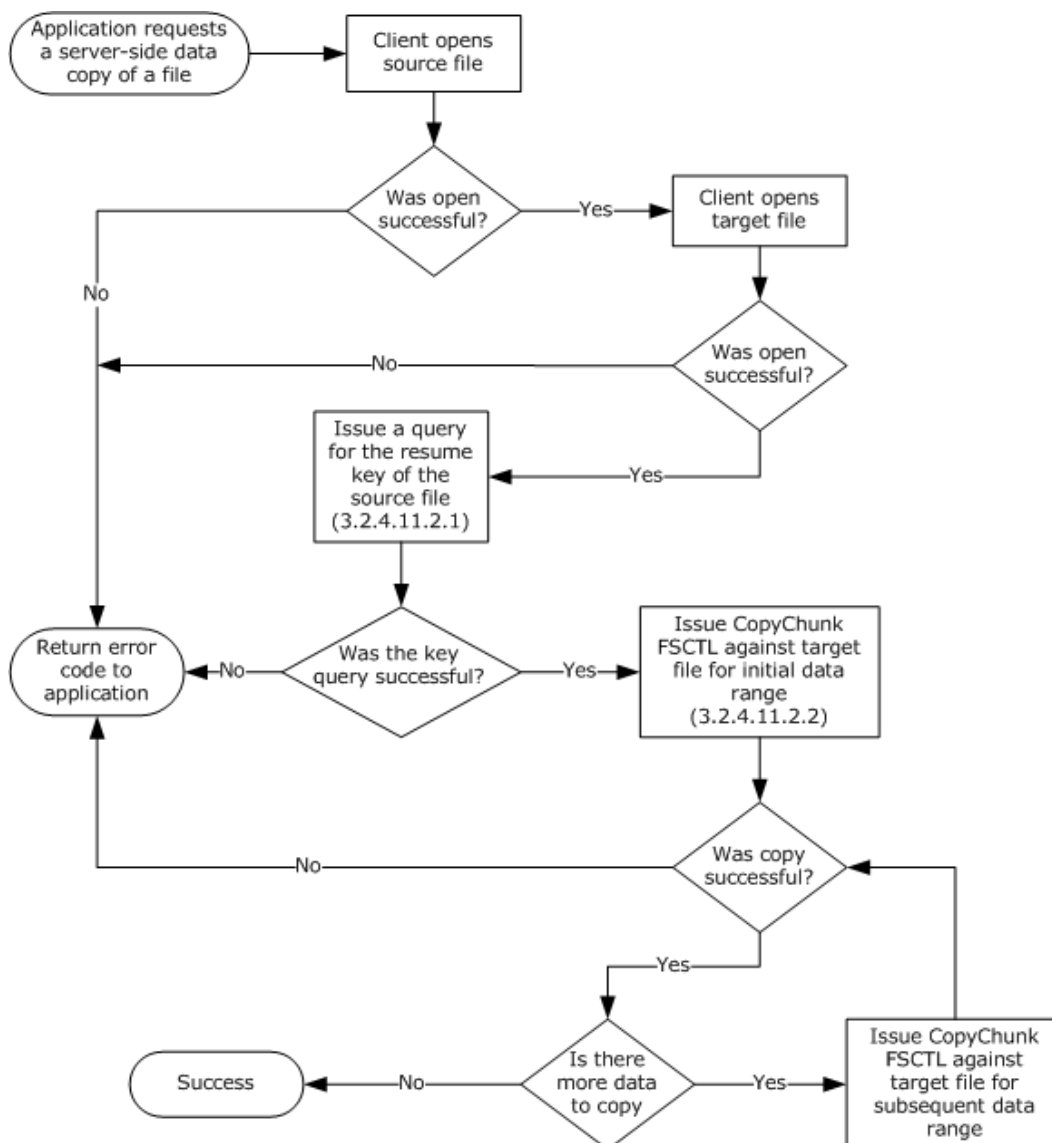 Application requests
a server-side data
copy of a file
Client opens
source file
Was open
successful?
Yes
Client opens
target file
No
Was open
successful?
No
Yes
Issue a query
for the resume
key of the
source file
(3.2.4.11.2.1)
Return error
code to
application
No
Was the key
query successful?
Yes
Issue CopyChunk
FSCTL against target
file for initial data
range
(3.2.4.11.2.2)
Was copy
successful?
No
Yes
Success
No
Is there
more data
to copy
Yes
Issue CopyChunk
FSCTL against
target file for
subsequent data
range